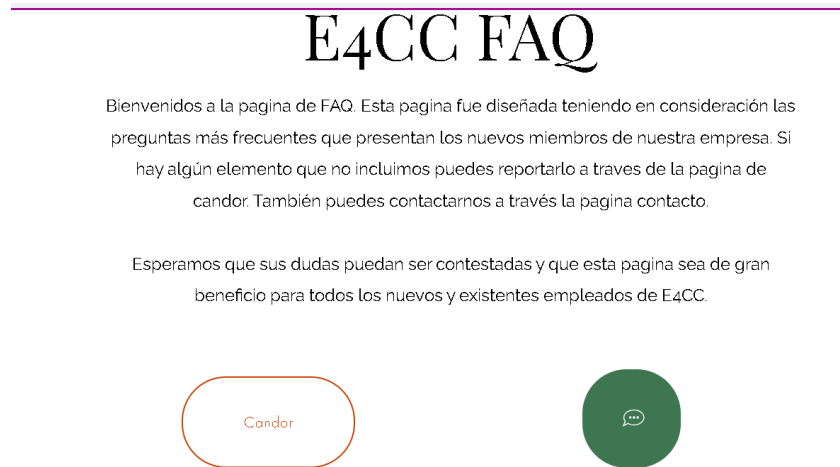 E4CC FAQ
Bienvenidos a la pagina de FAQ. Esta pagina fue diseñada teniendo en consideración las
preguntas más frecuentes que presentan los nuevos miembros de nuestra empresa. Si
hay algún elemento que no incluimos puedes reportarlo a traves de la pagina de
candor. También puedes contactarnos a través la pagina contacto.
Esperamos que sus dudas puedan ser contestadas y que esta pagina sea de gran
beneficio para todos los nuevos y existentes empleados de E4CC.
Candor